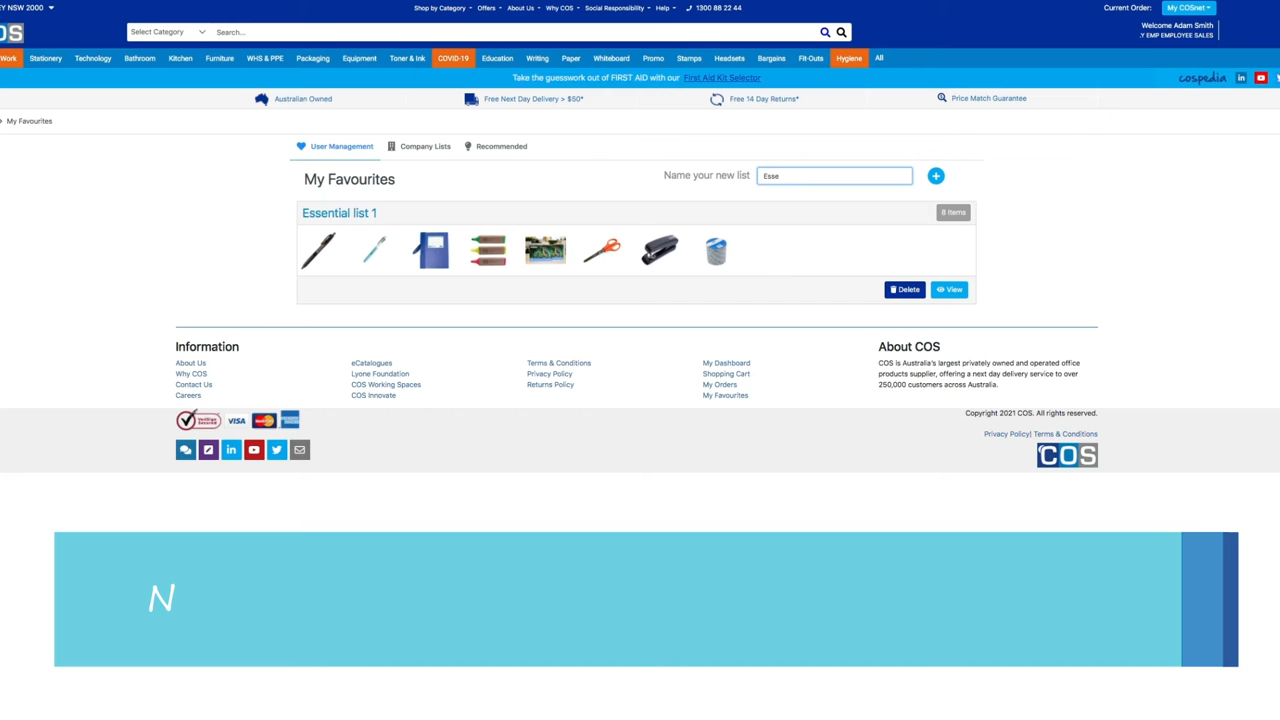 EY NSW 2000
Shop by Category
Offers
About Us
Why COS
Social Responsibility
Help
1300 88 22 44
Current Order:
My COSnet
OS
Select Category
Search...
Welcome Adam Smith
.Y EMP EMPLOYEE SALES
Work
Stationery
Technology
Bathroom
Kitchen
Furniture
WHS & PPE
Packaging
Equipment
Toner & Ink
COVID-19
Education
Writing
Paper
Whiteboard
Promo
Stamps
Headsets
Bargains
Fit-Outs
Hygiene
All
Take the guesswork out of FIRST AID with our First Aid Kit Selector
cospedia
Australian Owned
Free Next Day Delivery > $50*
Free 14 Day Returns*
Price Match Guarantee
My Favourites
User Management
Company Lists
Recommended
My Favourites
Name your new list
Esse
Essential list 1
8 Items
Delete
View
Information
About Us
Why COS
Contact Us
Careers
eCatalogues
Lyone Foundation
COS Working Spaces
COS Innovate
Terms & Conditions
Privacy Policy
Returns Policy
My Dashboard
Shopping Cart
My Orders
My Favourites
About COS
COS is Australia's largest privately owned and operated office
products supplier, offering a next day delivery service to over
250,000 customers across Australia.
VISA
Copyright 2021 COS. All rights reserved.
Privacy Policy| Terms & Conditions
COS
N